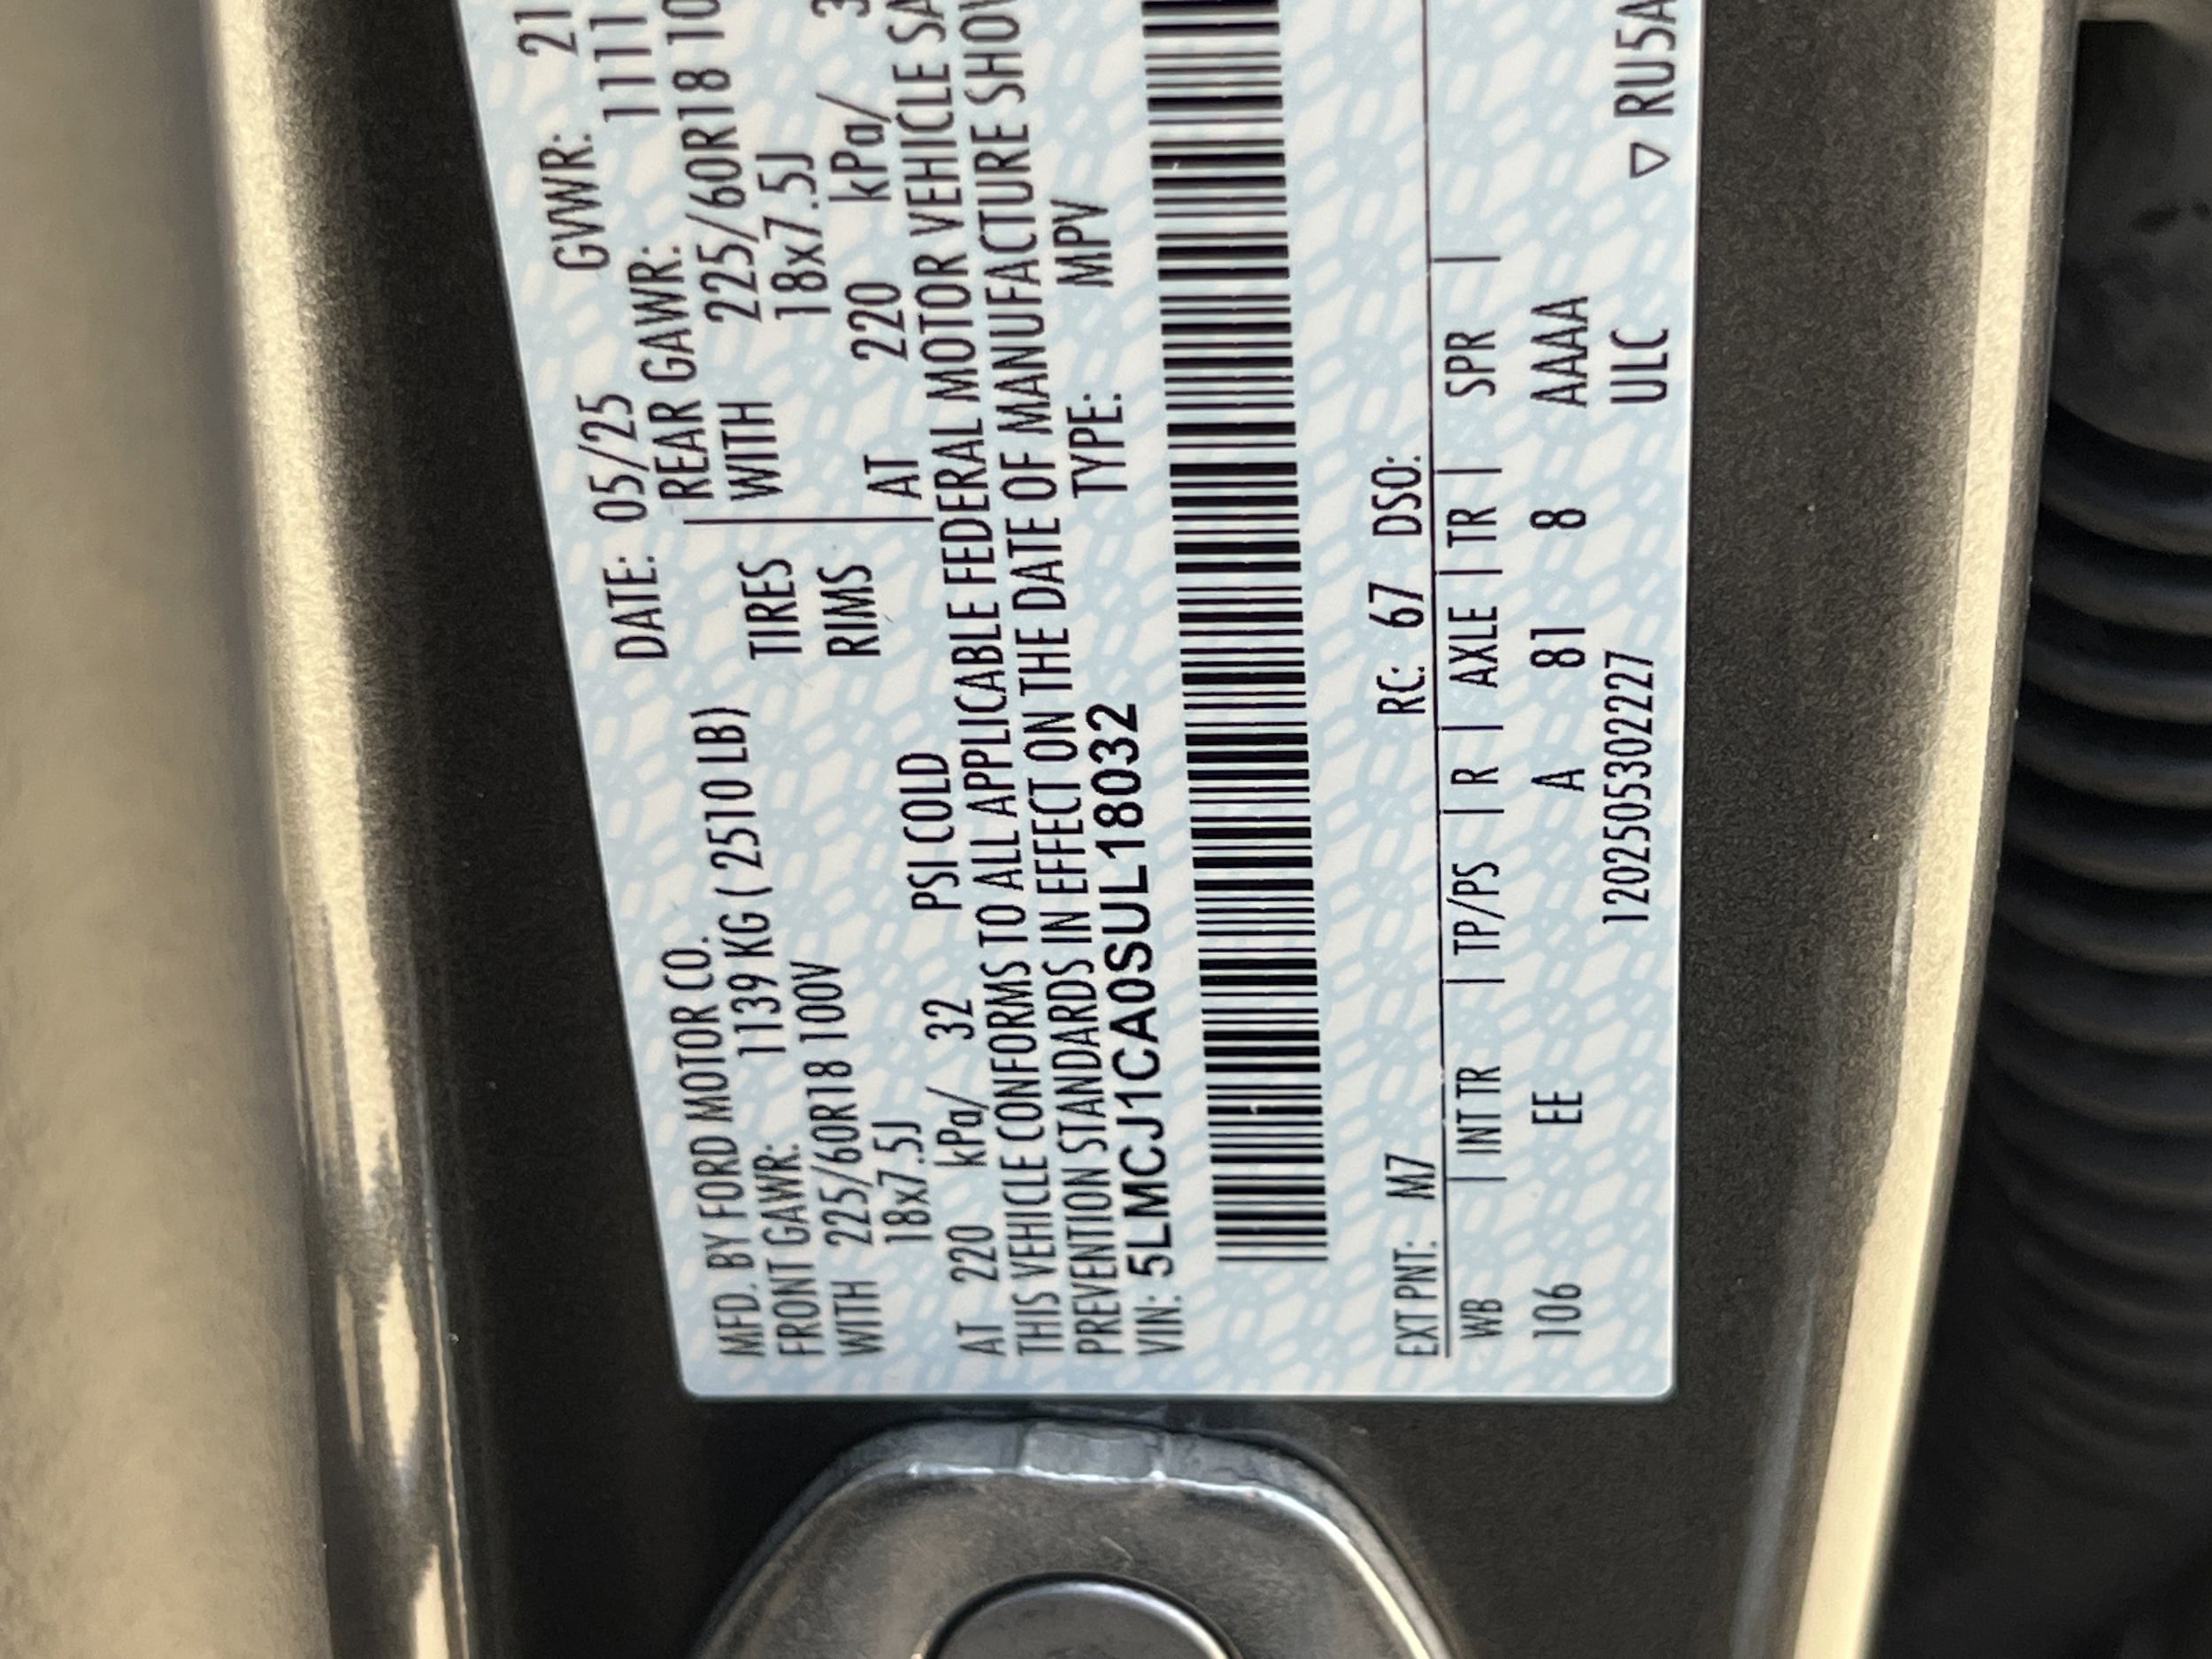 MFD. BY FORD MOTOR CO. DATE: 05/25 GVWR: 21
FRONT GAWR: 1139 KG ( 2510 LB) REAR GAWR: 1111
WITH 225/60R18 100V TIRES WITH 225/60R18 10
18x7.5J RIMS 18x7.5J
AT 220 kPa/ 32 PSI COLD AT 220 kPa/ 3
THIS VEHICLE CONFORMS TO ALL APPLICABLE FEDERAL MOTOR VEHICLE SA
PREVENTION STANDARDS IN EFFECT ON THE DATE OF MANUFACTURE SHOW
VIN: 5LMCJ1CA0SUL18032 TYPE: MPV
EXT PNT: M7 RC: 67 DSO:
WB | INT TR | TP/PS | R | AXLE | TR | SPR |
106 EE A 81 8 AAAA
1202505302227 ULC ▽ RU5A